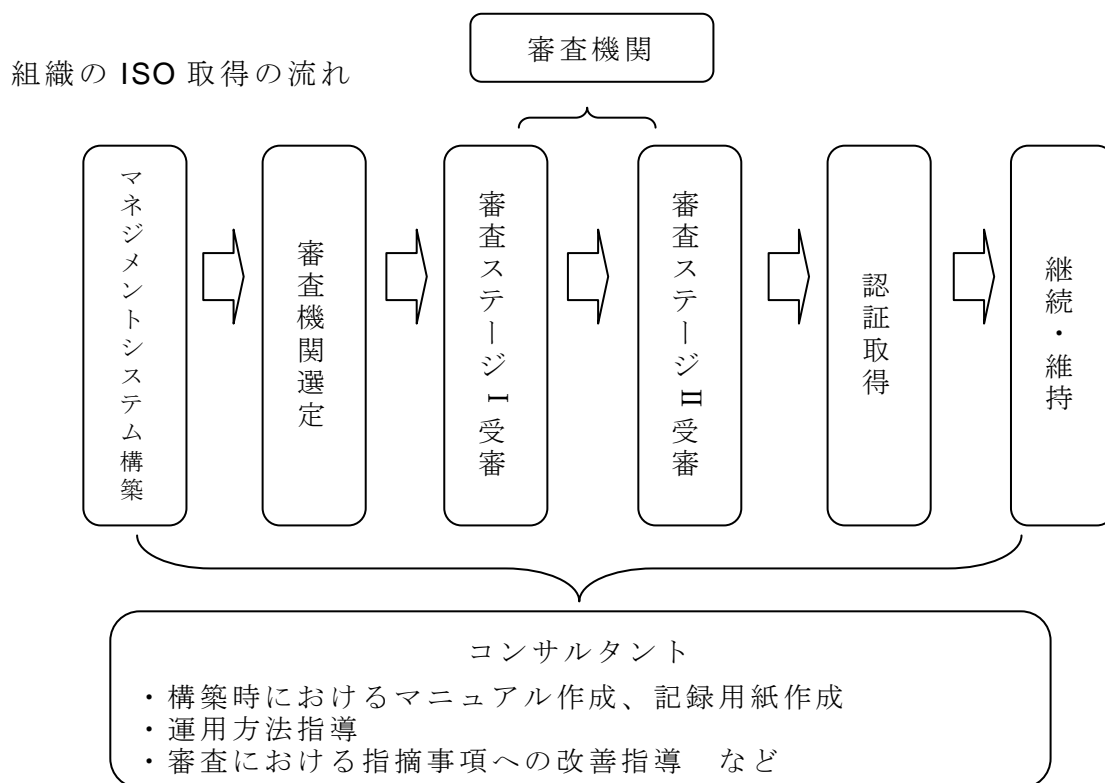 審査機関
組織の ISO 取得の流れ
マネジメントシステム構築
審査機関選定
審査ステージⅠ受審
審査ステージⅡ受審
認証取得
継続・維持
コンサルタント
・構築時におけるマニュアル作成、記録用紙作成
・運用方法指導
・審査における指摘事項への改善指導　など